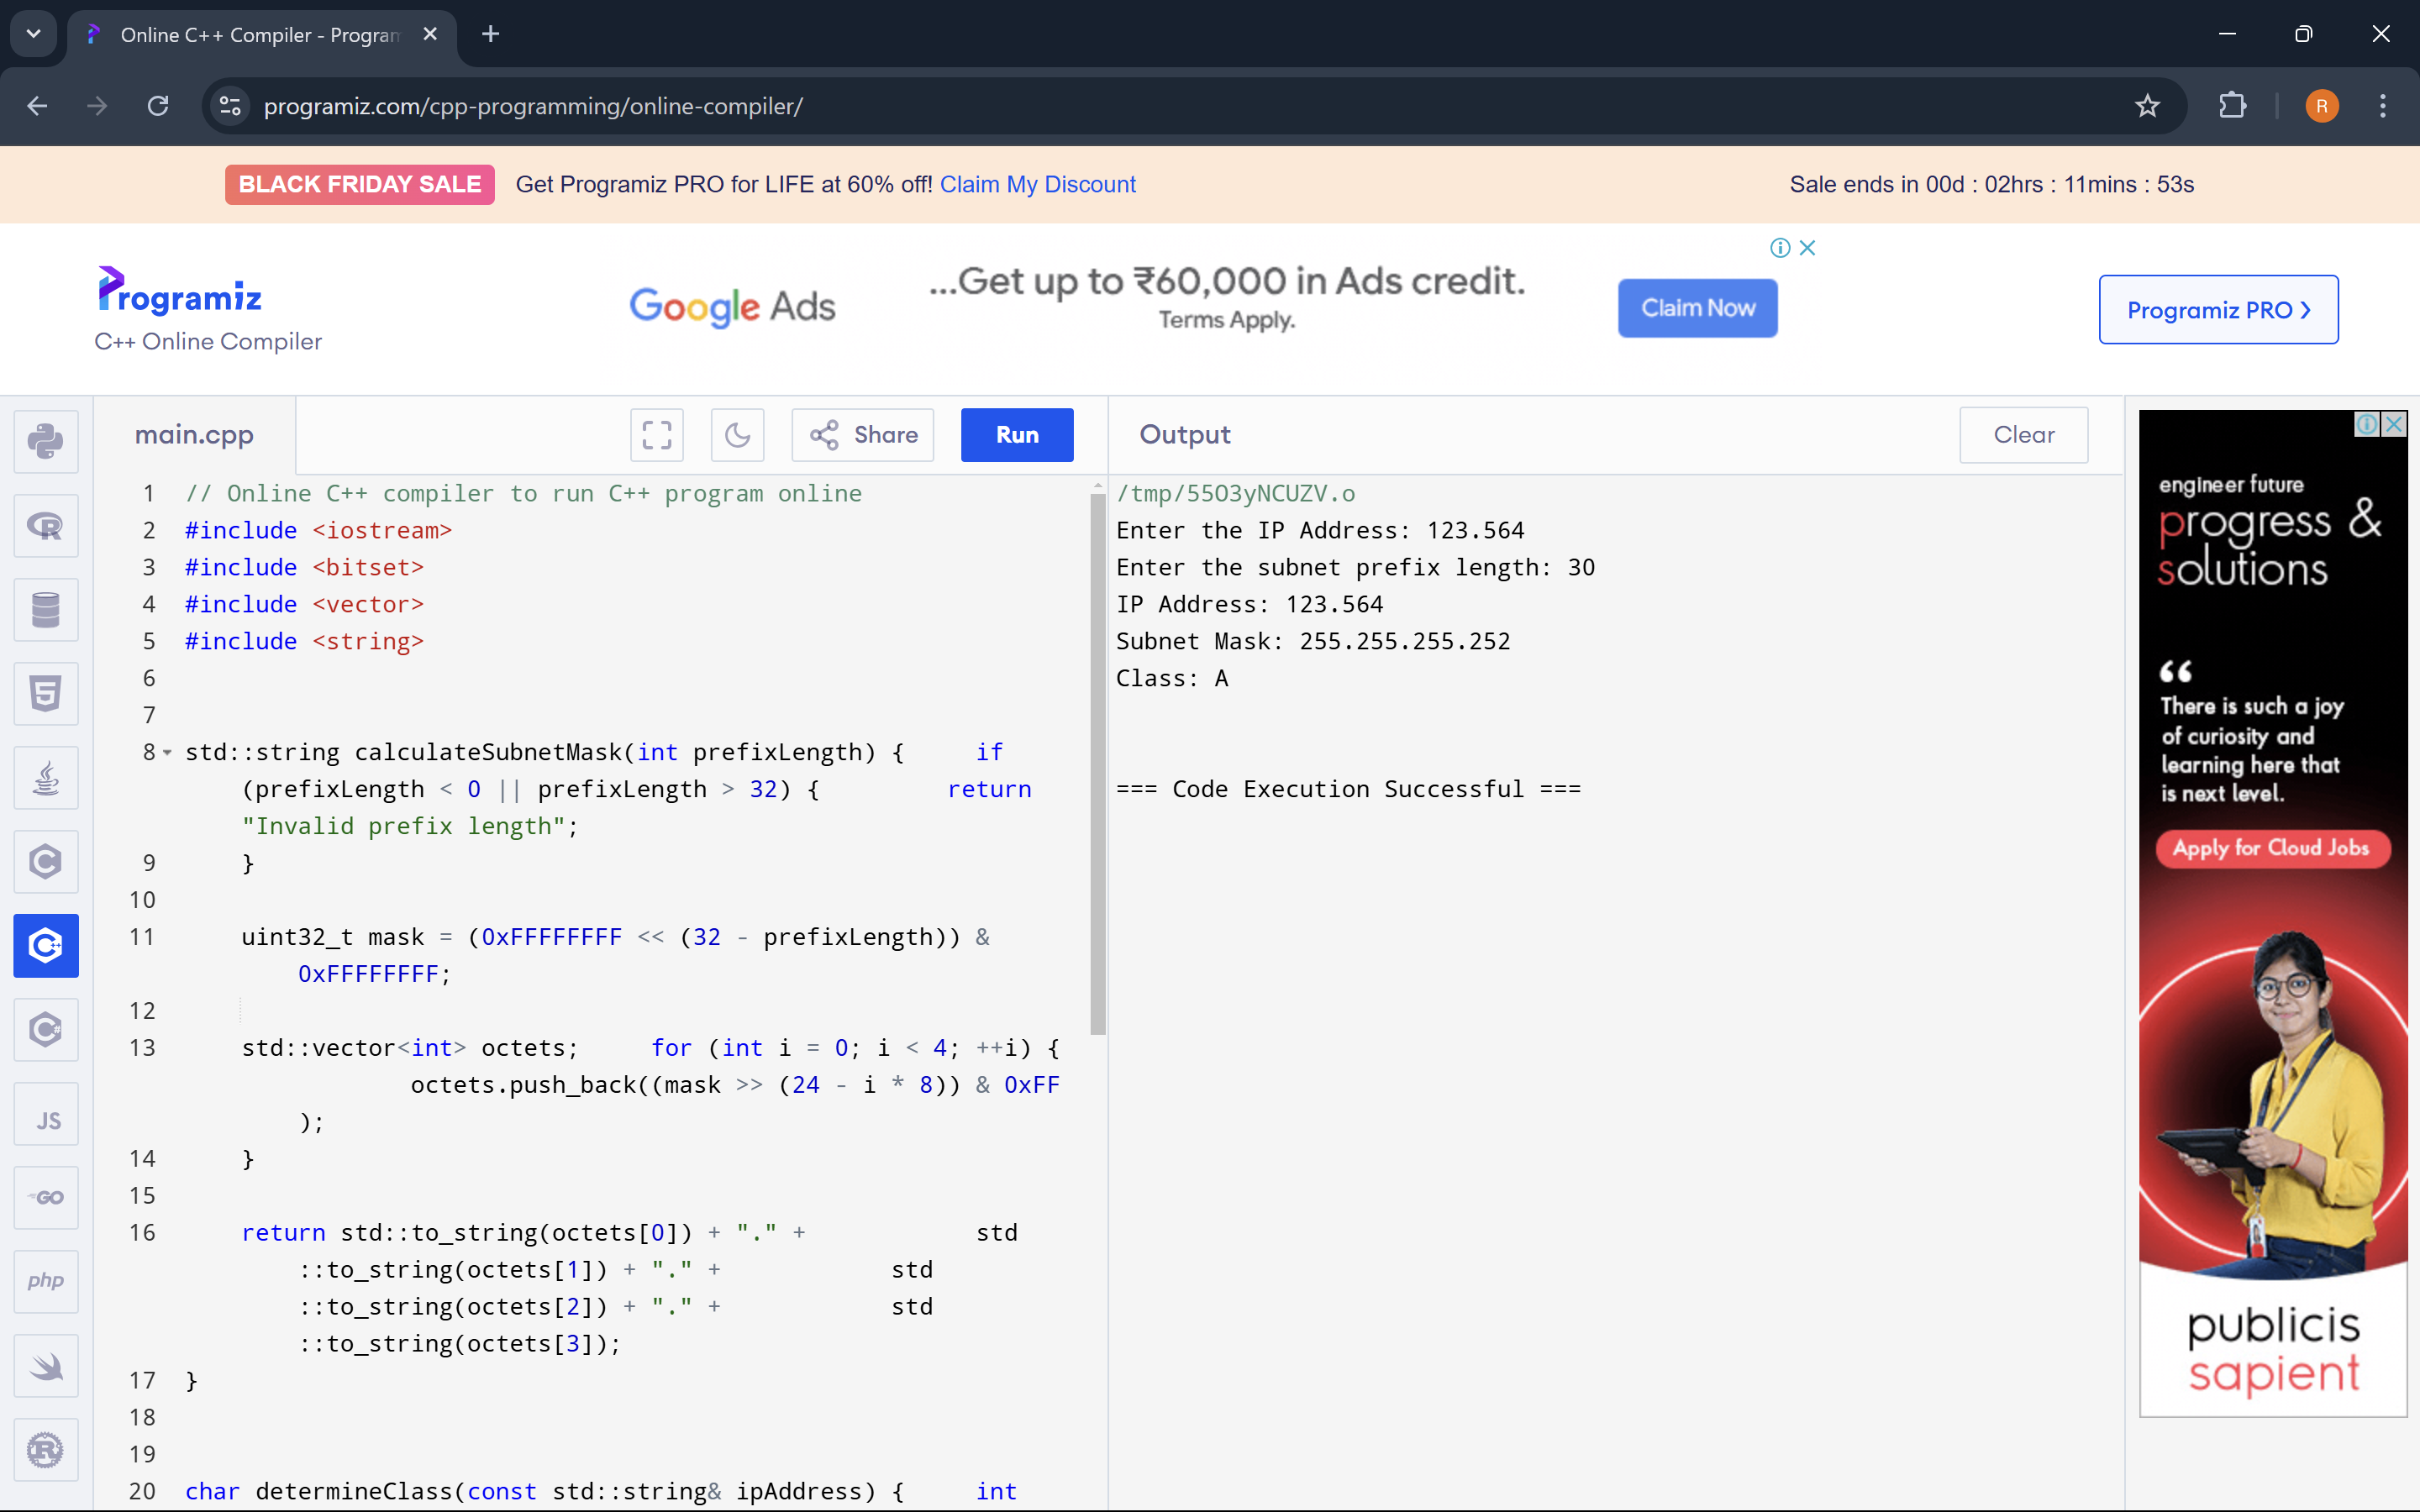 Online C++ Compiler - Program
programiz.com/cpp-programming/online-compiler/
R
BLACK FRIDAY SALE Get Programiz PRO for LIFE at 60% off! Claim My Discount Sale ends in 00d : 02hrs : 11mins : 53s
Programiz
C++ Online Compiler
Google Ads
...Get up to ₹60,000 in Ads credit.
Terms Apply.
Claim Now
Programiz PRO
main.cpp
Share
Run
Output
Clear
1 // Online C++ compiler to run C++ program online
2 #include <iostream>
3 #include <bitset>
4 #include <vector>
5 #include <string>
6
7
8 std::string calculateSubnetMask(int prefixLength) { if
(prefixLength < 0 || prefixLength > 32) { return
"Invalid prefix length";
9 }
10
11 uint32_t mask = (0xFFFFFFFF << (32 - prefixLength)) &
0xFFFFFFFF;
12
13 std::vector<int> octets; for (int i = 0; i < 4; ++i) {
octets.push_back((mask >> (24 - i * 8)) & 0xFF
);
14 }
15
16 return std::to_string(octets[0]) + "." + std
::to_string(octets[1]) + "." + std
::to_string(octets[2]) + "." + std
::to_string(octets[3]);
17 }
18
19
20 char determineClass(const std::string& ipAddress) { int
/tmp/55O3yNCUZV.o
Enter the IP Address: 123.564
Enter the subnet prefix length: 30
IP Address: 123.564
Subnet Mask: 255.255.255.252
Class: A
=== Code Execution Successful ===
JS
GO
php
engineer future
progress &
solutions
“
There is such a joy
of curiosity and
learning here that
is next level.
Apply for Cloud Jobs
publicis
sapient